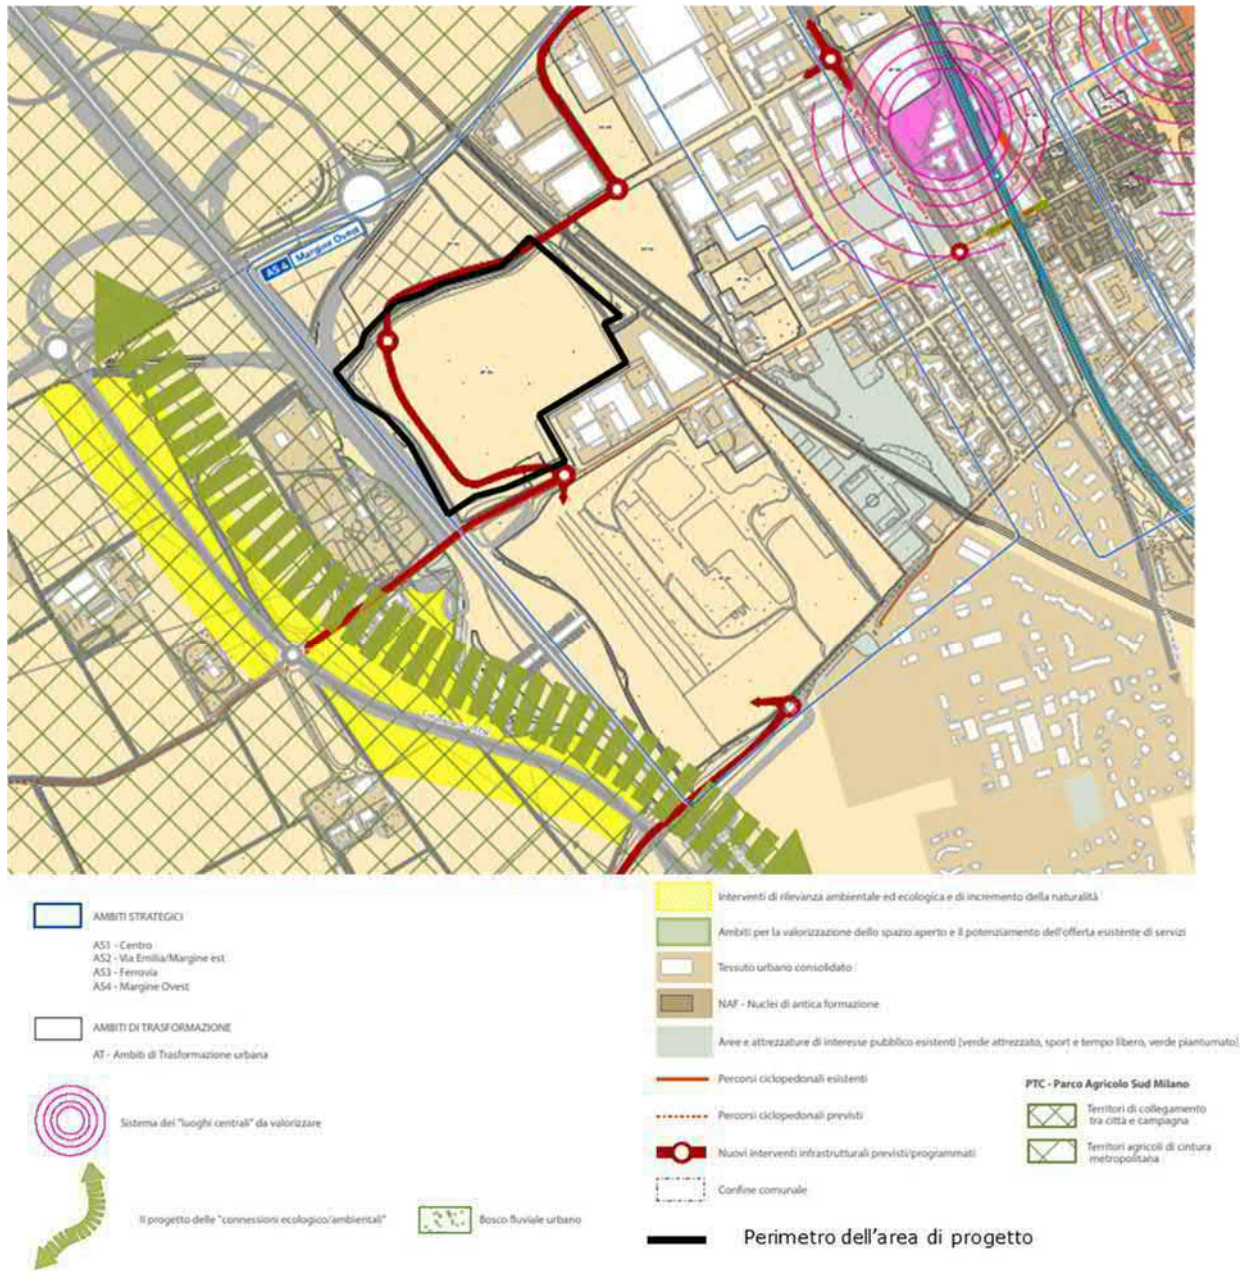 AS 4 Margine Ovest
AMBITI STRATEGICI
AS1 - Centro
AS2 - Via Emilia/Margine est
AS3 - Ferrovia
AS4 - Margine Ovest
AMBITI DI TRASFORMAZIONE
AT - Ambiti di Trasformazione urbana
Sistema dei "luoghi centrali" da valorizzare
Il progetto delle "connessioni ecologico/ambientali"
Bosco fluviale urbano
Interventi di rilevanza ambientale ed ecologica e di incremento della naturalità
Ambiti per la valorizzazione dello spazio aperto e il potenziamento dell'offerta esistente di servizi
Tessuto urbano consolidato
NAF - Nuclei di antica formazione
Aree e attrezzature di interesse pubblico esistenti (verde attrezzato, sport e tempo libero, verde piantumato)
Percorsi ciclopedonali esistenti
Percorsi ciclopedonali previsti
Nuovi interventi infrastrutturali previsti/programmati
Confine comunale
PTC - Parco Agricolo Sud Milano
Territori di collegamento
tra città e campagna
Territori agricoli di cintura
metropolitana
Perimetro dell'area di progetto